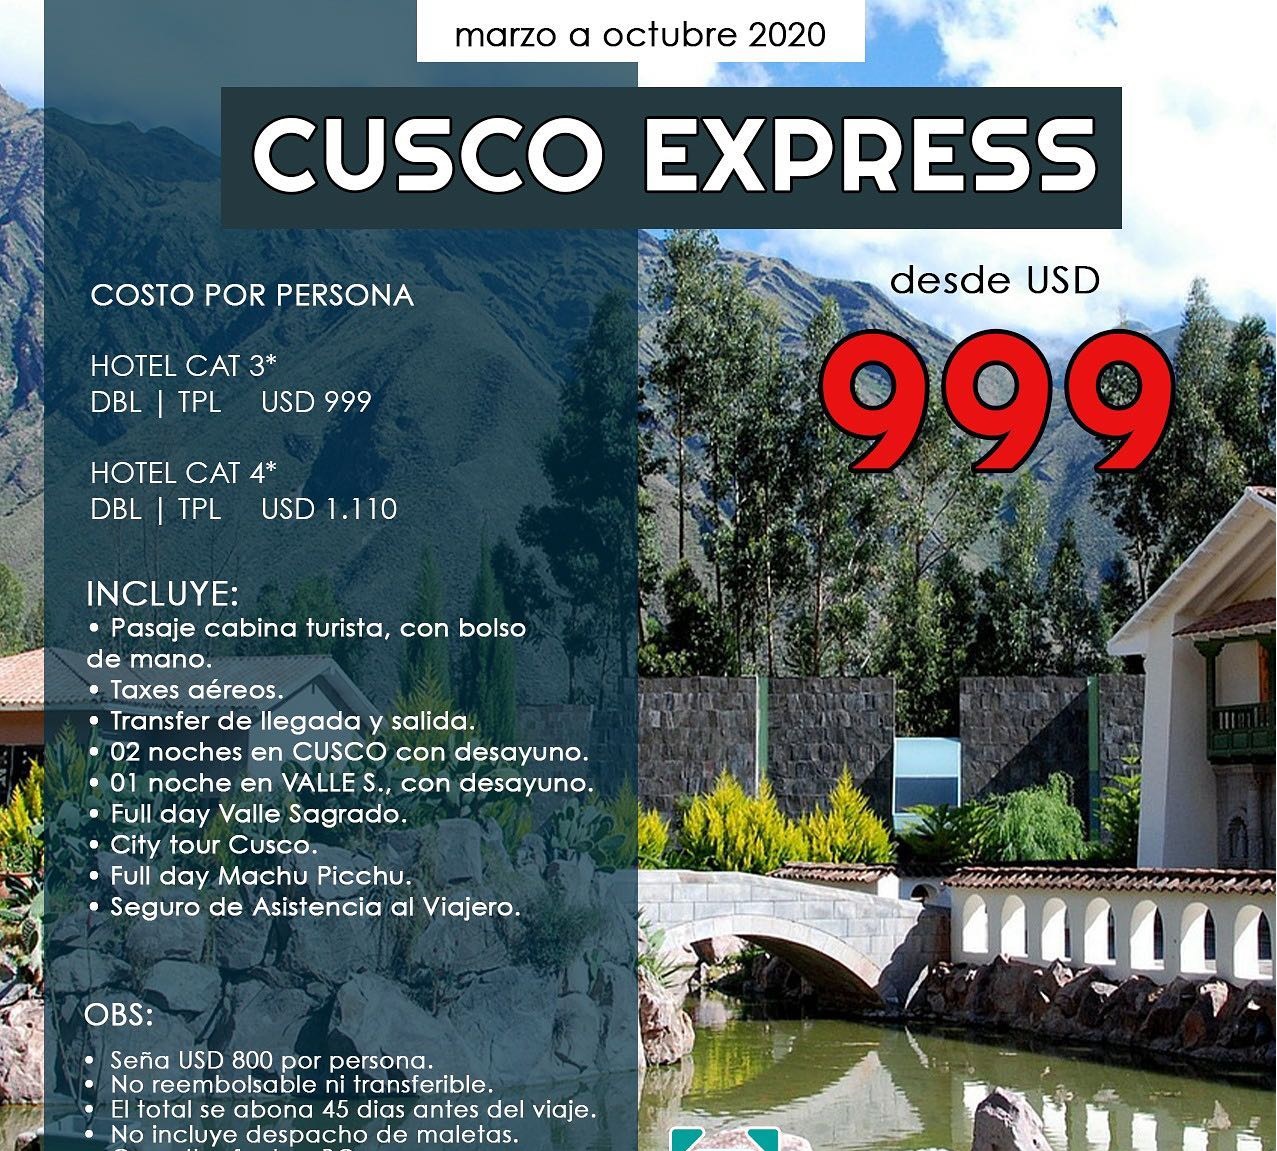 marzo a octubre 2020
CUSCO EXPRESS
desde USD
999
COSTO POR PERSONA
HOTEL CAT 3*
DBL | TPL USD 999
HOTEL CAT 4*
DBL | TPL USD 1.110
INCLUYE:
• Pasaje cabina turista, con bolso
de mano.
• Taxes aéreos.
• Transfer de llegada y salida.
• 02 noches en CUSCO con desayuno.
• 01 noche en VALLE S., con desayuno.
• Full day Valle Sagrado.
• City tour Cusco.
• Full day Machu Picchu.
• Seguro de Asistencia al Viajero.
OBS:
• Seña USD 800 por persona.
• No reembolsable ni transferible.
• El total se abona 45 dias antes del viaje.
• No incluye despacho de maletas.